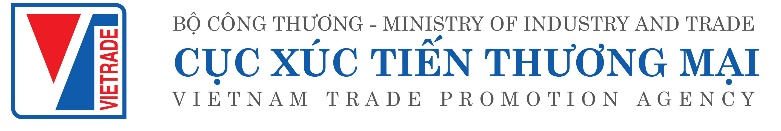 VIETRADE
BỘ CÔNG THƯƠNG - MINISTRY OF INDUSTRY AND TRADE
CỤC XÚC TIẾN THƯƠNG MẠI
VIETNAM TRADE PROMOTION AGENCY